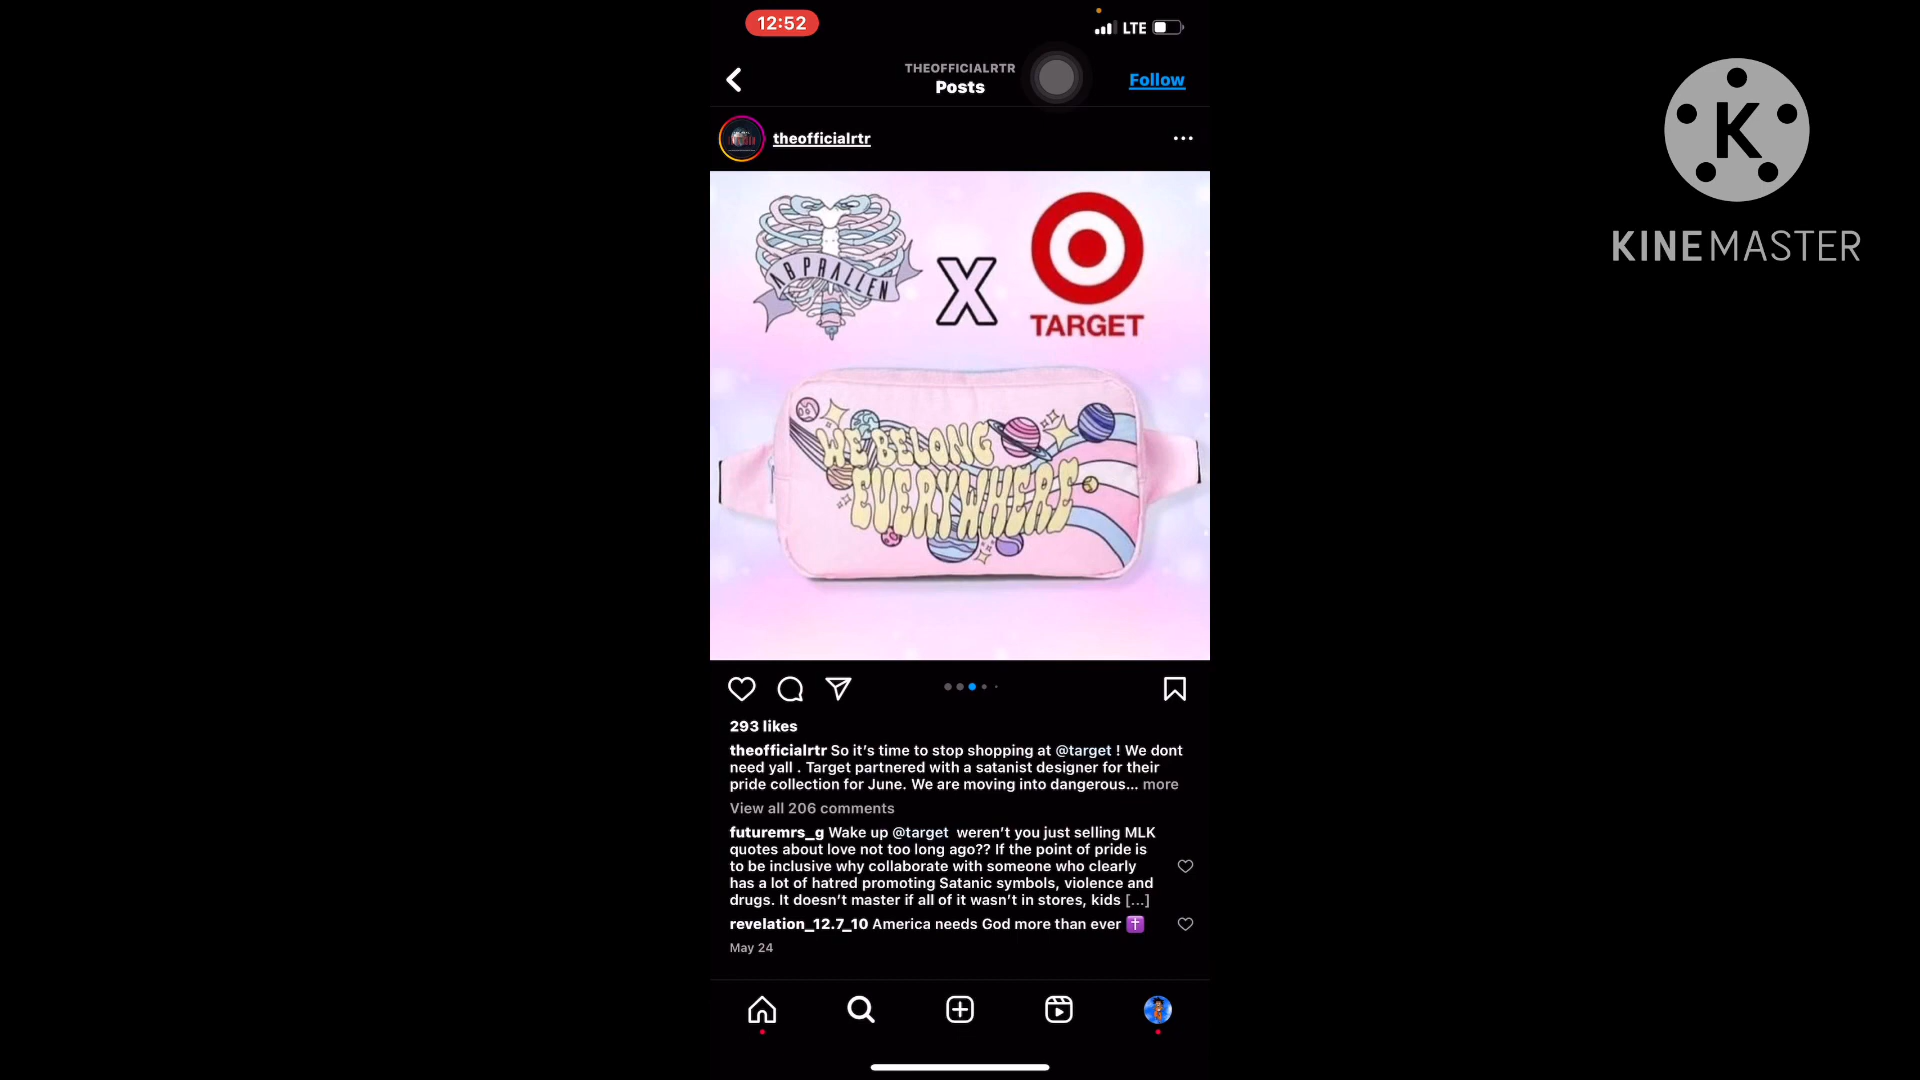 12:52
LTE
THEOFFICIALRTR
Posts
Follow
theofficialrtr
ABPRALLEN
X
TARGET
WE BELONG
EVERYWHERE
293 likes
theofficialrtr So it’s time to stop shopping at @target ! We dont
need yall . Target partnered with a satanist designer for their
pride collection for June. We are moving into dangerous... more
View all 206 comments
futuremrs_g Wake up @target weren’t you just selling MLK
quotes about love not too long ago?? If the point of pride is
to be inclusive why collaborate with someone who clearly
has a lot of hatred promoting Satanic symbols, violence and
drugs. It doesn’t master if all of it wasn’t in stores, kids [...]
revelation_12.7_10 America needs God more than ever ✝️
May 24
K
KINEMASTER